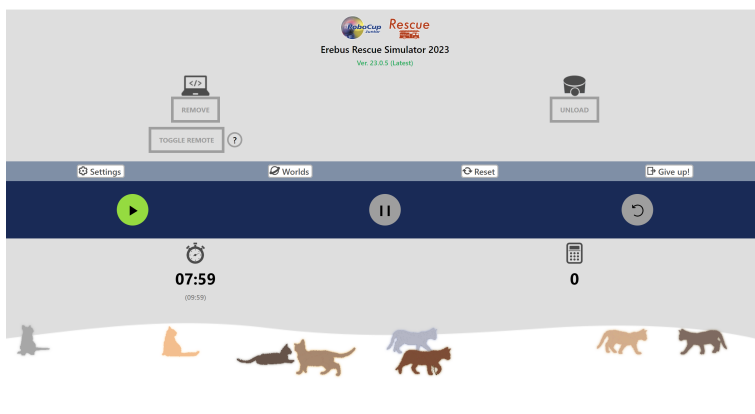 RoboCup
Junior
Rescue
Erebus Rescue Simulator 2023
Ver. 23.0.5 (Latest)
</>
REMOVE
UNLOAD
TOGGLE REMOTE ?
Settings
Worlds
Reset
Give up!
07:59
(09:59)
0